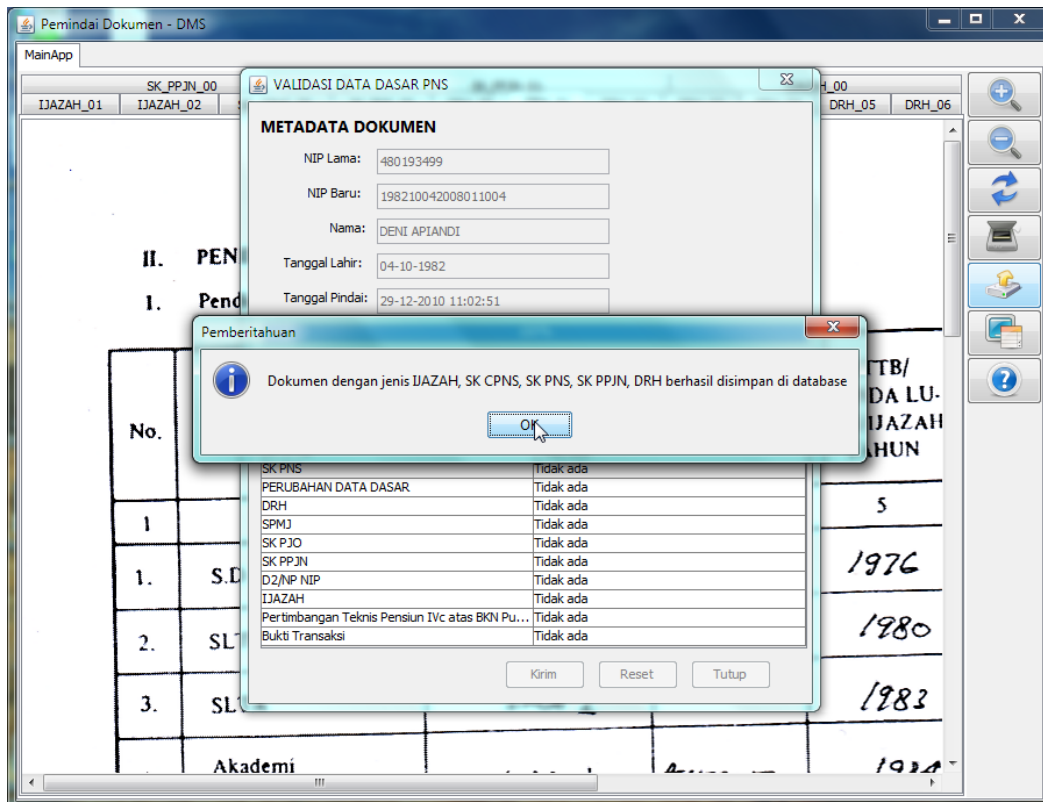 Pemindai Dokumen - DMS
MainApp
SK_PPJN_00
H_00
IJAZAH_01 IJAZAH_02 DRH_05 DRH_06
VALIDASI DATA DASAR PNS
METADATA DOKUMEN
NIP Lama: 480193499
NIP Baru: 198210042008011004
Nama: DENI APIANDI
Tanggal Lahir: 04-10-1982
Tanggal Pindai: 29-12-2010 11:02:51
II. PEN
1. Pend
Pemberitahuan
Dokumen dengan jenis IJAZAH, SK CPNS, SK PNS, SK PPJN, DRH berhasil disimpan di database
OK
TTB/
DA LU-
IJAZAH
AHUN
No.
SK PNS Tidak ada
PERUBAHAN DATA DASAR Tidak ada
DRH Tidak ada
SPMJ Tidak ada
SK PJO Tidak ada
SK PPJN Tidak ada
D2/NP NIP Tidak ada
IJAZAH Tidak ada
Pertimbangan Teknis Pensiun IVc atas BKN Pu... Tidak ada
Bukti Transaksi Tidak ada
Kirim Reset Tutup
1 5
1. S.D 1976
2. SLT 1980
3. SLT 1983
Akademi